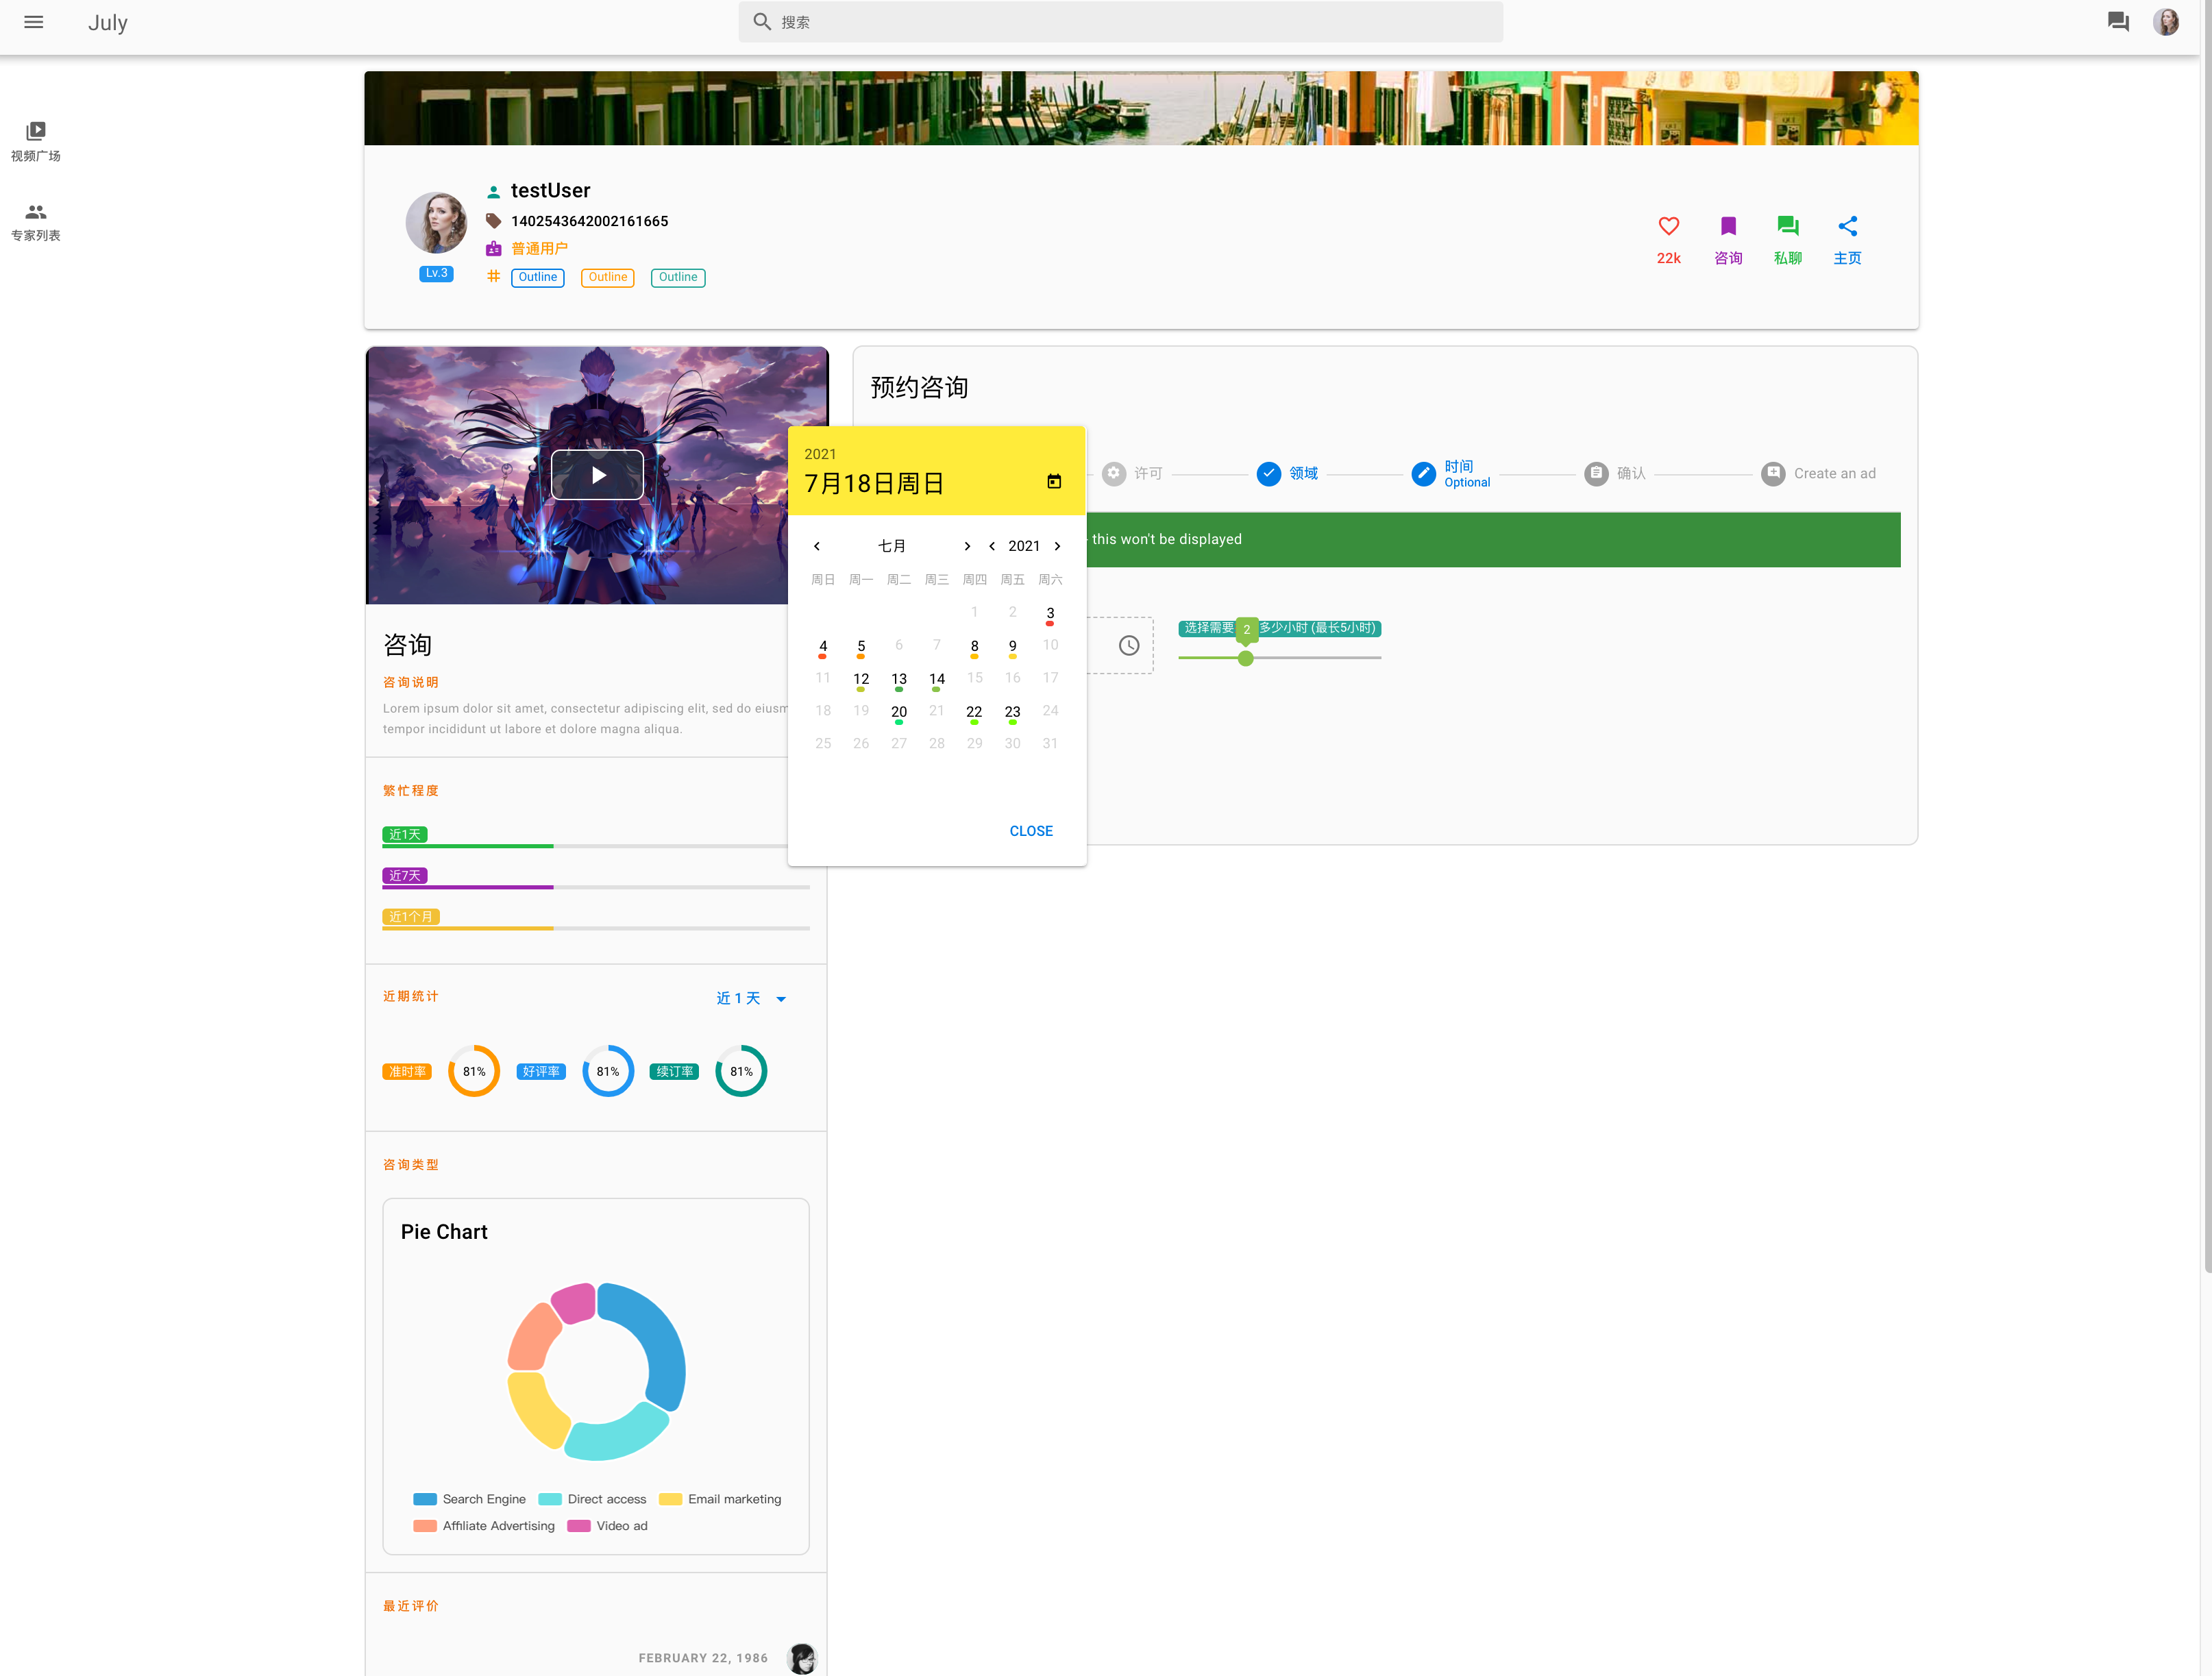 July
搜索
视频广场
专家列表
testUser
1402543642002161665
普通用户
Lv.3
Outline Outline Outline
22k 咨询 私聊 主页
咨询
咨询说明
Lorem ipsum dolor sit amet, consectetur adipiscing elit, sed do eiusm
tempor incididunt ut labore et dolore magna aliqua.
繁忙程度
近1天
近7天
近1个月
近期统计 近 1 天
准时率 81% 好评率 81% 续订率 81%
咨询类型
Pie Chart
Search Engine Direct access Email marketing
Affiliate Advertising Video ad
最近评价
FEBRUARY 22, 1986
预约咨询
许可 领域 时间 确认 Create an ad
Optional
this won't be displayed
选择需要 2 多少小时 (最长5小时)
2021
7月18日周日
七月 2021
周日 周一 周二 周三 周四 周五 周六
1 2 3
4 5 6 7 8 9 10
11 12 13 14 15 16 17
18 19 20 21 22 23 24
25 26 27 28 29 30 31
CLOSE